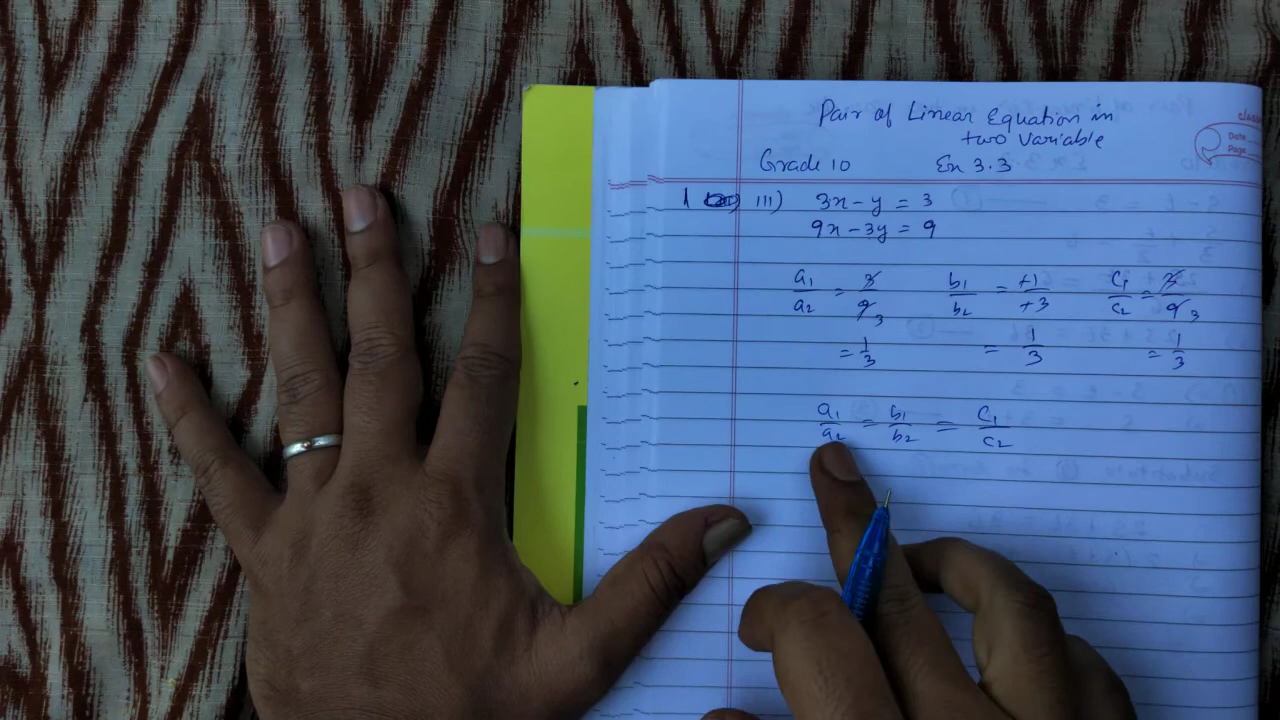 Pair of Linear Equation in
two variable
Grade 10 Ex 3.3
Date
Page
1 III) 3x - y = 3
9x - 3y = 9
a₁/a₂ = 3/9 3 b₁/b₂ = +1/+3 C₁/C₂ = 3/9 3
= 1/3 = 1/3 = 1/3
a₁/a₂ = b₁/b₂ = C₁/C₂